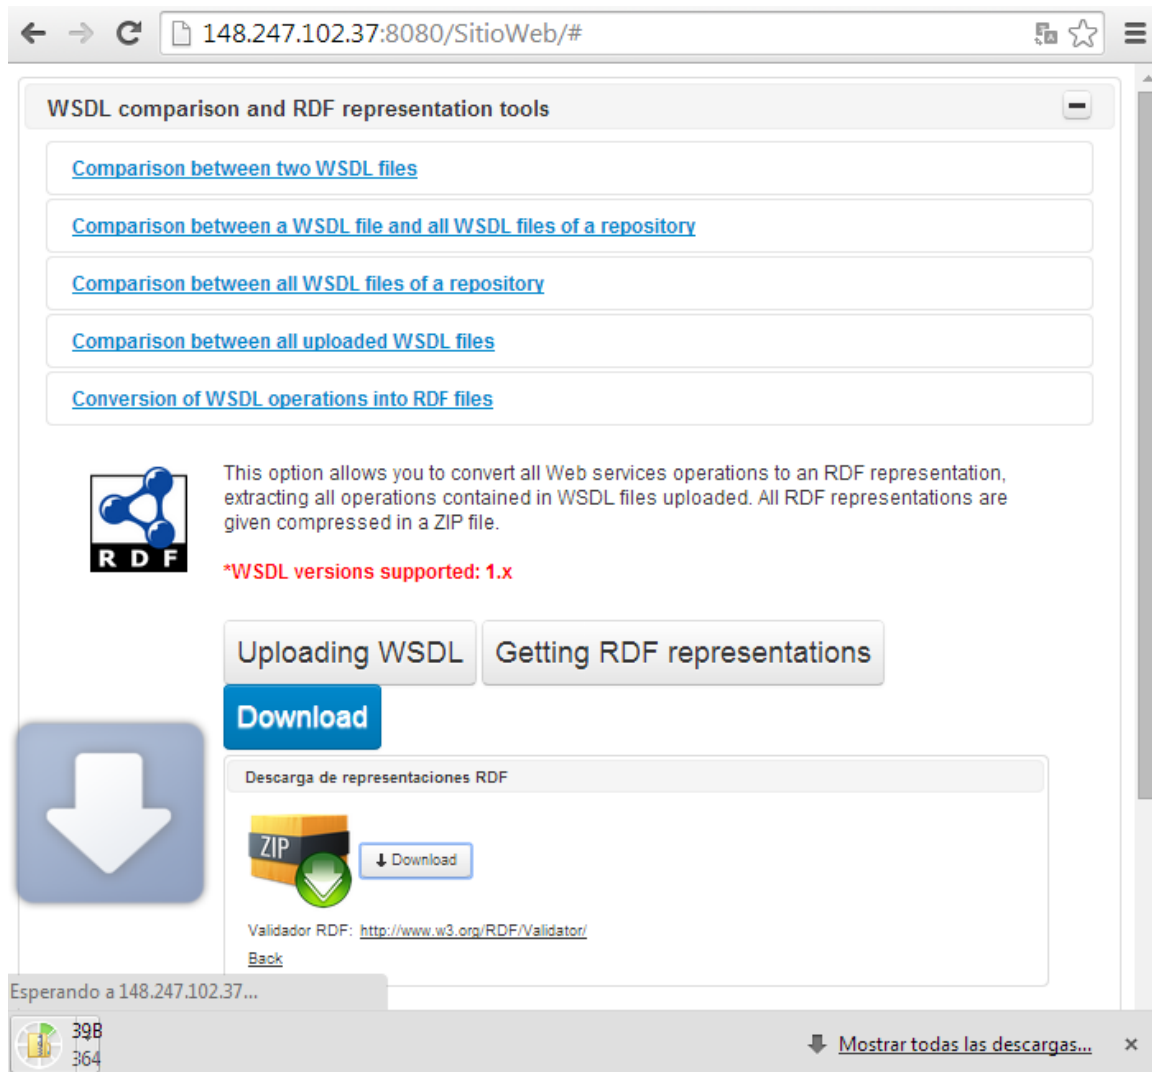 148.247.102.37:8080/SitioWeb/#
WSDL comparison and RDF representation tools
Comparison between two WSDL files
Comparison between a WSDL file and all WSDL files of a repository
Comparison between all WSDL files of a repository
Comparison between all uploaded WSDL files
Conversion of WSDL operations into RDF files
RDF
This option allows you to convert all Web services operations to an RDF representation,
extracting all operations contained in WSDL files uploaded. All RDF representations are
given compressed in a ZIP file.
*WSDL versions supported: 1.x
Uploading WSDL
Getting RDF representations
Download
Descarga de representaciones RDF
ZIP
Download
Validador RDF: http://www.w3.org/RDF/Validator/
Back
Esperando a 148.247.102.37...
364
Mostrar todas las descargas...